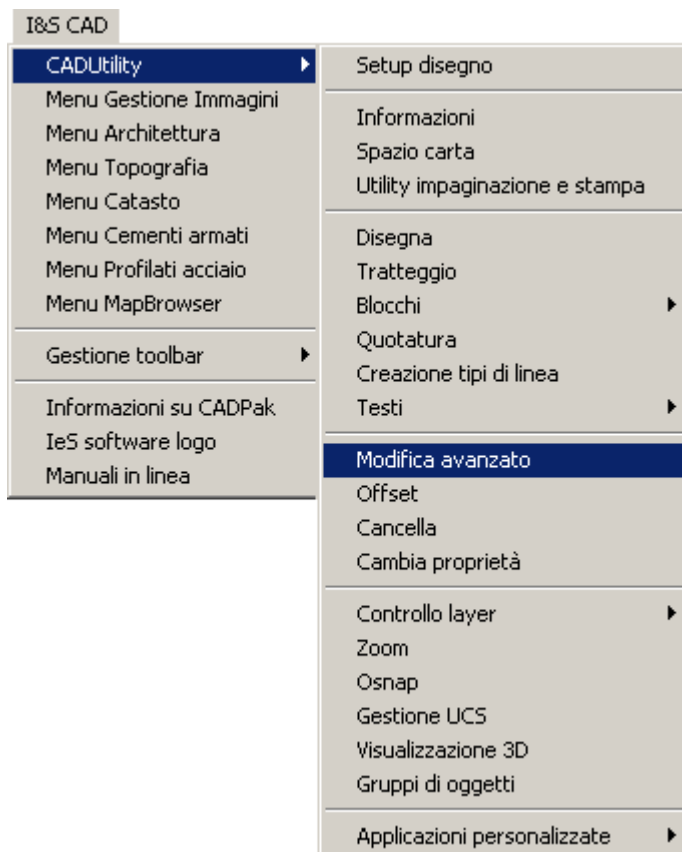 I&S CAD
CADUtility
Menu Gestione Immagini
Menu Architettura
Menu Topografia
Menu Catasto
Menu Cementi armati
Menu Profilati acciaio
Menu MapBrowser
Gestione toolbar
Informazioni su CADPak
IeS software logo
Manuali in linea
Setup disegno
Informazioni
Spazio carta
Utility impaginazione e stampa
Disegna
Tratteggio
Blocchi
Quotatura
Creazione tipi di linea
Testi
Modifica avanzato
Offset
Cancella
Cambia proprietà
Controllo layer
Zoom
Osnap
Gestione UCS
Visualizzazione 3D
Gruppi di oggetti
Applicazioni personalizzate